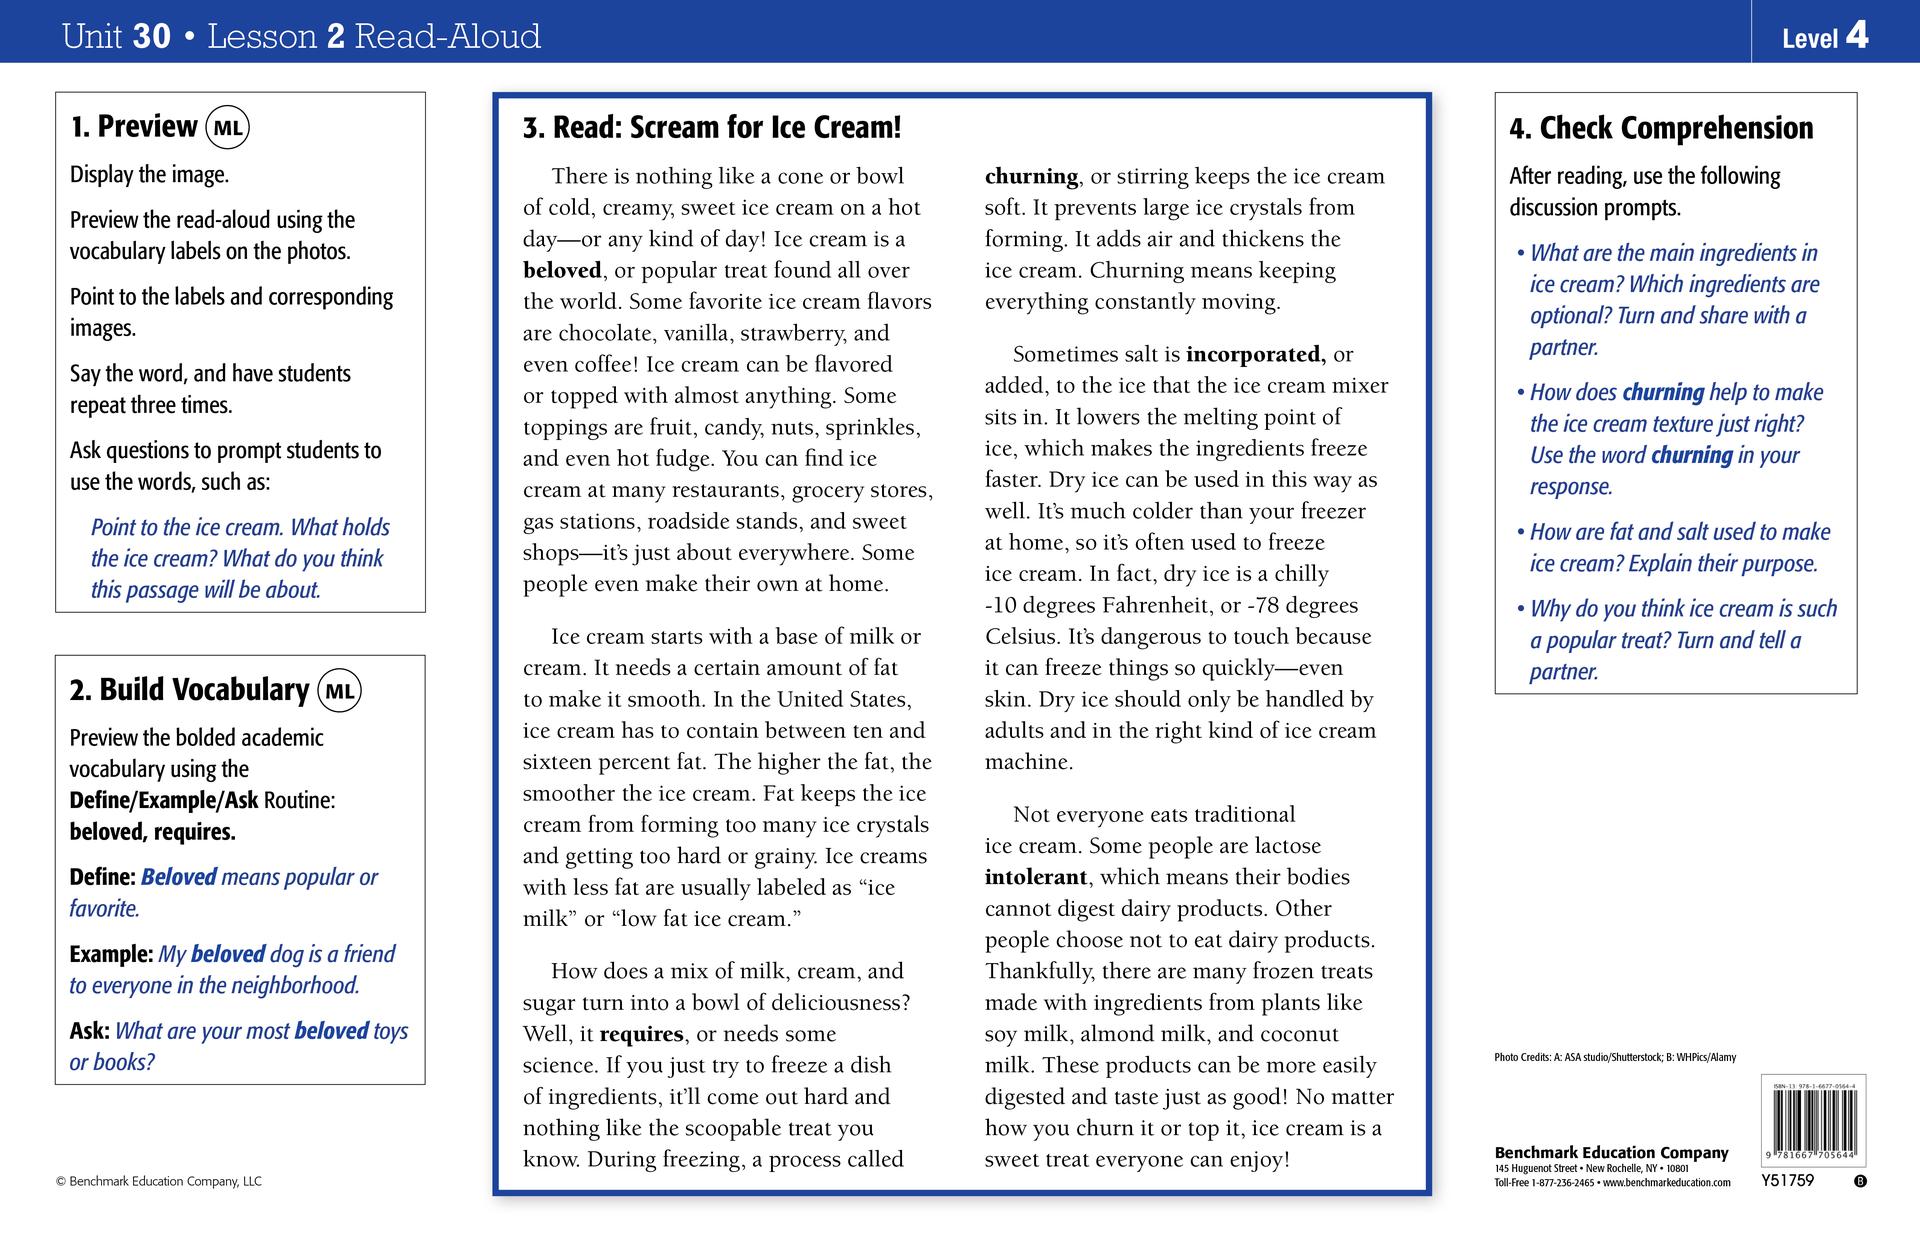 Unit 30 • Lesson 2 Read-Aloud
Level 4
1. Preview ML
Display the image.
Preview the read-aloud using the
vocabulary labels on the photos.
Point to the labels and corresponding
images.
Say the word, and have students
repeat three times.
Ask questions to prompt students to
use the words, such as:
Point to the ice cream. What holds
the ice cream? What do you think
this passage will be about.
2. Build Vocabulary ML
Preview the bolded academic
vocabulary using the
Define/Example/Ask Routine:
beloved, requires.
Define: Beloved means popular or
favorite.
Example: My beloved dog is a friend
to everyone in the neighborhood.
Ask: What are your most beloved toys
or books?
© Benchmark Education Company, LLC
3. Read: Scream for Ice Cream!
There is nothing like a cone or bowl
of cold, creamy, sweet ice cream on a hot
day—or any kind of day! Ice cream is a
beloved, or popular treat found all over
the world. Some favorite ice cream flavors
are chocolate, vanilla, strawberry, and
even coffee! Ice cream can be flavored
or topped with almost anything. Some
toppings are fruit, candy, nuts, sprinkles,
and even hot fudge. You can find ice
cream at many restaurants, grocery stores,
gas stations, roadside stands, and sweet
shops—it’s just about everywhere. Some
people even make their own at home.
Ice cream starts with a base of milk or
cream. It needs a certain amount of fat
to make it smooth. In the United States,
ice cream has to contain between ten and
sixteen percent fat. The higher the fat, the
smoother the ice cream. Fat keeps the ice
cream from forming too many ice crystals
and getting too hard or grainy. Ice creams
with less fat are usually labeled as “ice
milk” or “low fat ice cream.”
How does a mix of milk, cream, and
sugar turn into a bowl of deliciousness?
Well, it requires, or needs some
science. If you just try to freeze a dish
of ingredients, it’ll come out hard and
nothing like the scoopable treat you
know. During freezing, a process called
churning, or stirring keeps the ice cream
soft. It prevents large ice crystals from
forming. It adds air and thickens the
ice cream. Churning means keeping
everything constantly moving.
Sometimes salt is incorporated, or
added, to the ice that the ice cream mixer
sits in. It lowers the melting point of
ice, which makes the ingredients freeze
faster. Dry ice can be used in this way as
well. It’s much colder than your freezer
at home, so it’s often used to freeze
ice cream. In fact, dry ice is a chilly
-10 degrees Fahrenheit, or -78 degrees
Celsius. It’s dangerous to touch because
it can freeze things so quickly—even
skin. Dry ice should only be handled by
adults and in the right kind of ice cream
machine.
Not everyone eats traditional
ice cream. Some people are lactose
intolerant, which means their bodies
cannot digest dairy products. Other
people choose not to eat dairy products.
Thankfully, there are many frozen treats
made with ingredients from plants like
soy milk, almond milk, and coconut
milk. These products can be more easily
digested and taste just as good! No matter
how you churn it or top it, ice cream is a
sweet treat everyone can enjoy!
4. Check Comprehension
After reading, use the following
discussion prompts.
• What are the main ingredients in
ice cream? Which ingredients are
optional? Turn and share with a
partner.
• How does churning help to make
the ice cream texture just right?
Use the word churning in your
response.
• How are fat and salt used to make
ice cream? Explain their purpose.
• Why do you think ice cream is such
a popular treat? Turn and tell a
partner.
Photo Credits: A: ASA studio/Shutterstock; B: WHPics/Alamy
Benchmark Education Company
145 Huguenot Street • New Rochelle, NY • 10801
Toll-Free 1-877-236-2465 • www.benchmarkeducation.com
ISBN-13 978-1-6677-0564-4
9 781667 705644
Y51759
B